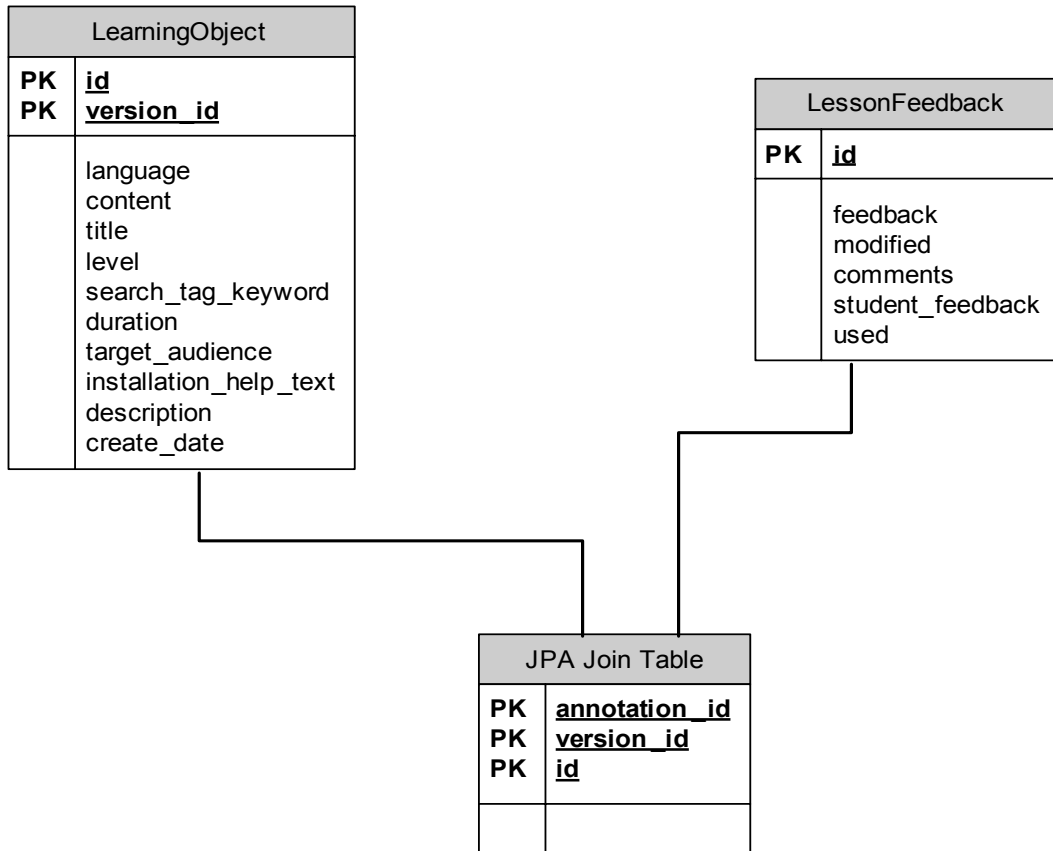 LearningObject
PK id
PK version_id
language
content
title
level
search_tag_keyword
duration
target_audience
installation_help_text
description
create_date
LessonFeedback
PK id
feedback
modified
comments
student_feedback
used
JPA Join Table
PK annotation_id
PK version_id
PK id